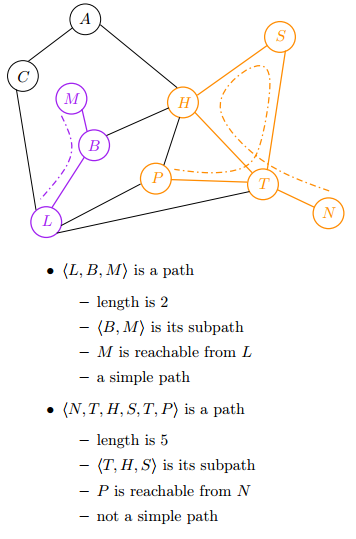 A
S
C
M
H
B
P
T
L
N
• ⟨L, B, M⟩ is a path
– length is 2
– ⟨B, M⟩ is its subpath
– M is reachable from L
– a simple path
• ⟨N, T, H, S, T, P⟩ is a path
– length is 5
– ⟨T, H, S⟩ is its subpath
– P is reachable from N
– not a simple path